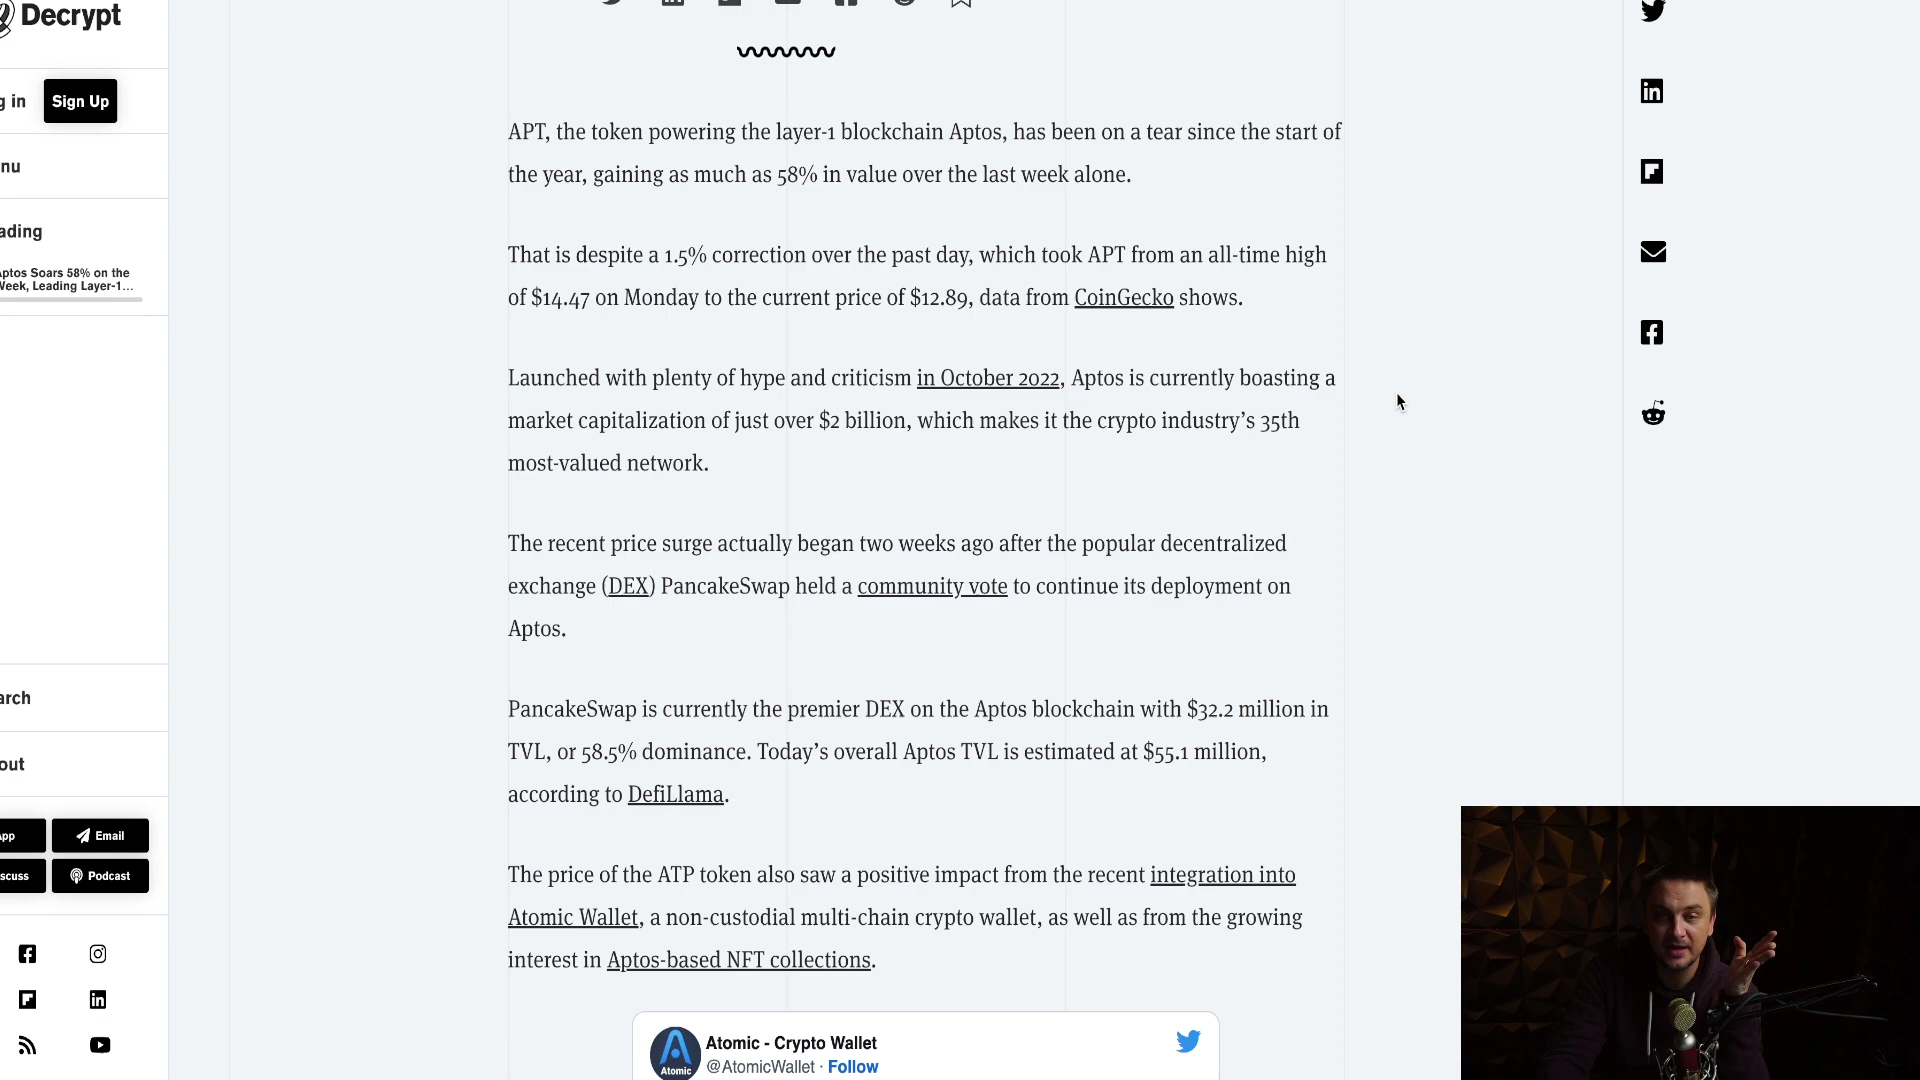 Decrypt
g in
Sign Up
nu
ading
Aptos Soars 58% on the
Week, Leading Layer-1...
arch
out
App
Email
scuss
Podcast
APT, the token powering the layer-1 blockchain Aptos, has been on a tear since the start of
the year, gaining as much as 58% in value over the last week alone.
That is despite a 1.5% correction over the past day, which took APT from an all-time high
of $14.47 on Monday to the current price of $12.89, data from CoinGecko shows.
Launched with plenty of hype and criticism in October 2022, Aptos is currently boasting a
market capitalization of just over $2 billion, which makes it the crypto industry’s 35th
most-valued network.
The recent price surge actually began two weeks ago after the popular decentralized
exchange (DEX) PancakeSwap held a community vote to continue its deployment on
Aptos.
PancakeSwap is currently the premier DEX on the Aptos blockchain with $32.2 million in
TVL, or 58.5% dominance. Today’s overall Aptos TVL is estimated at $55.1 million,
according to DefiLlama.
The price of the ATP token also saw a positive impact from the recent integration into
Atomic Wallet, a non-custodial multi-chain crypto wallet, as well as from the growing
interest in Aptos-based NFT collections.
Atomic
Atomic - Crypto Wallet
@AtomicWallet · Follow